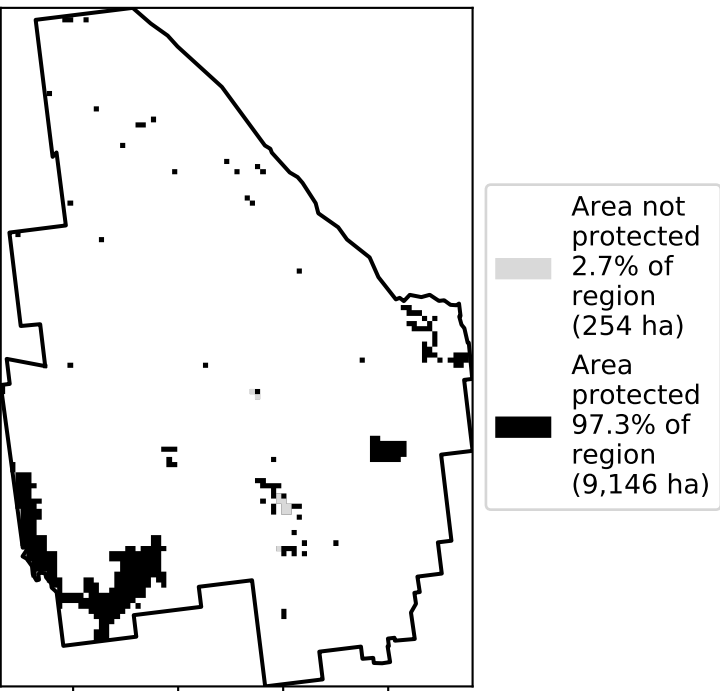 Area not
protected
2.7% of
region
(254 ha)
Area
protected
97.3% of
region
(9,146 ha)